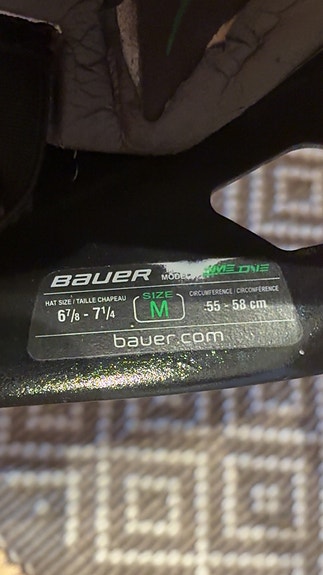 BAUER MODEL
HAT SIZE / TAILLE CHAPEAU SIZE CIRCUMFERENCE / CIRCONFÉRENCE
6⅞ - 7¼ M 55 - 58 cm
bauer.com